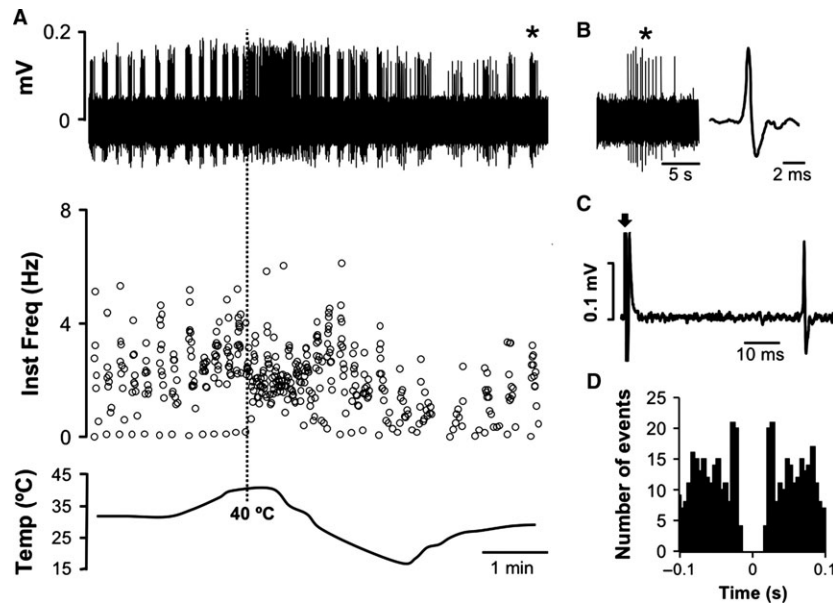 A
0.2
mV
0
*
8
Inst Freq (Hz)
4
0
45
Temp (ºC)
35
25
15
40 ºC
1 min
B
*
5 s
2 ms
C
0.1 mV
10 ms
D
25
Number of events
20
15
10
5
0
–0.1
0
0.1
Time (s)